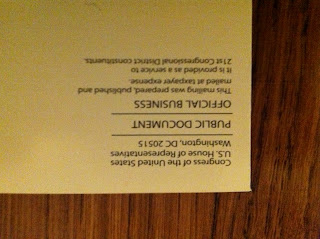 Congress of the United States
U.S. House of Representatives
Washington, DC 20515
PUBLIC DOCUMENT
OFFICIAL BUSINESS
This mailing was prepared, published and
mailed at taxpayer expense.
It is provided as a service to
21st Congressional District constituents.